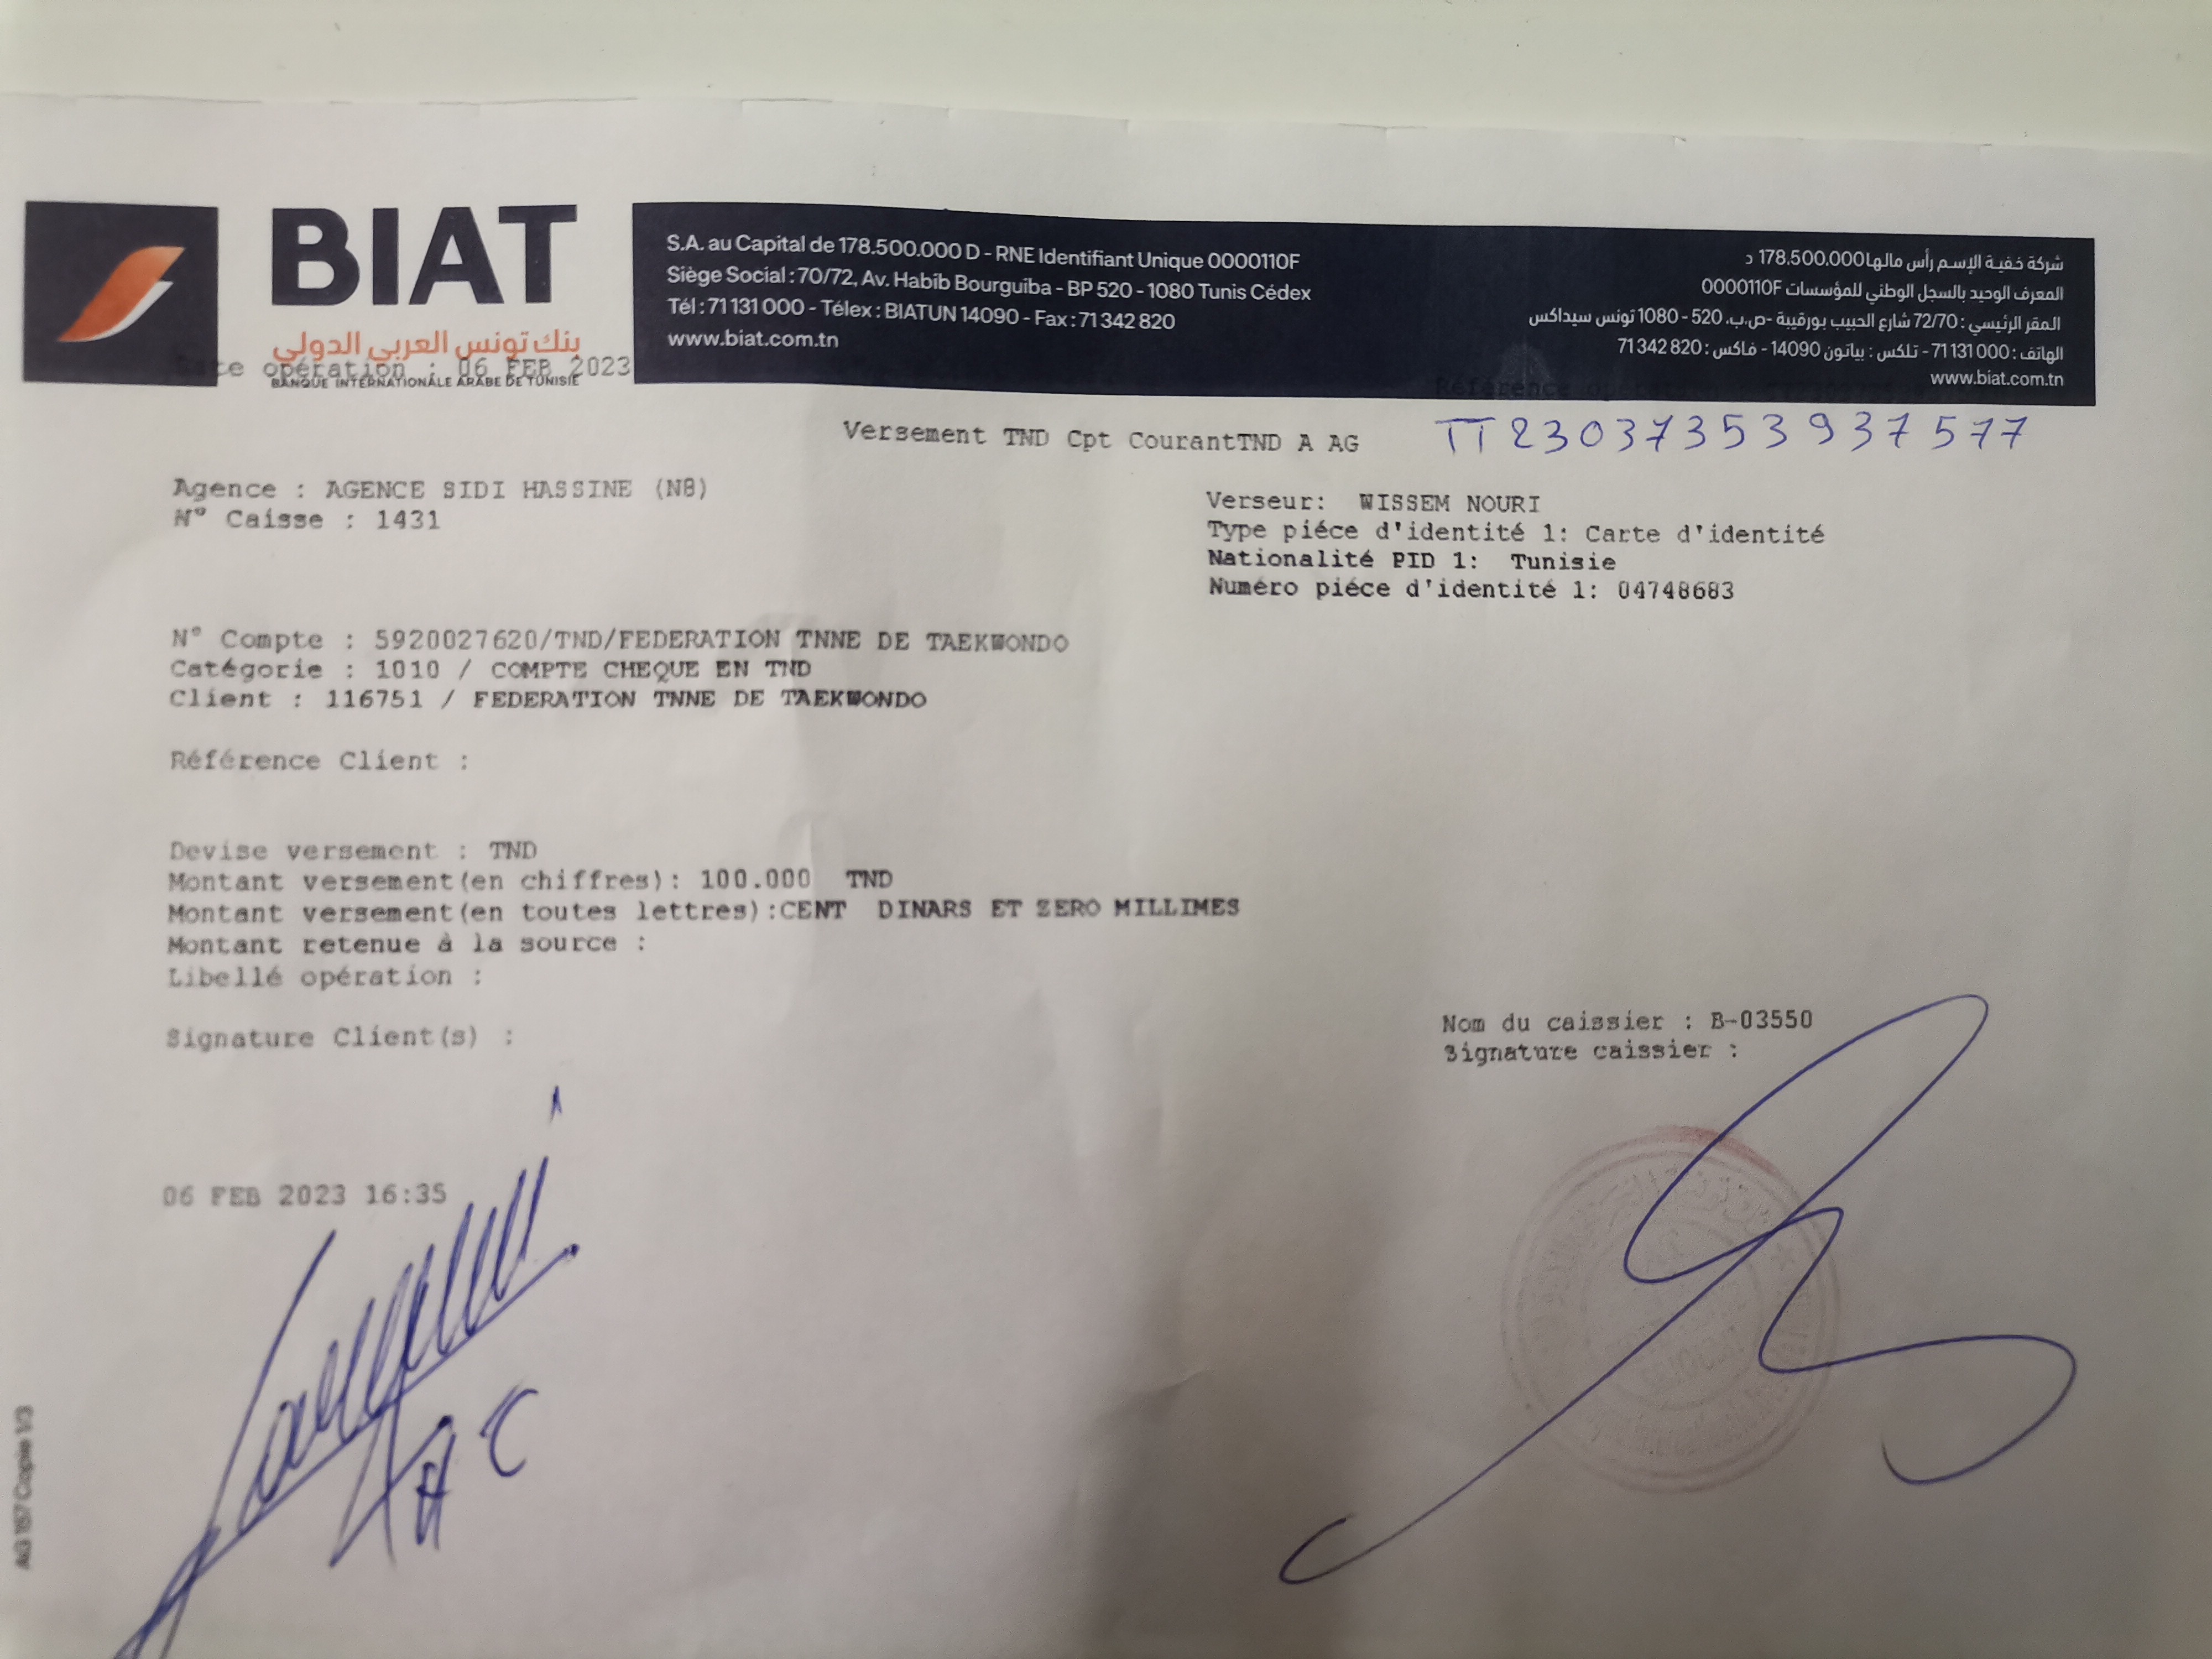 BIAT
بنك تونس العربي الدولي
BANQUE INTERNATIONALE ARABE DE TUNISIE
S.A. au Capital de 178.500.000 D - RNE Identifiant Unique 0000110F
Siège Social : 70/72, Av. Habib Bourguiba - BP 520 - 1080 Tunis Cédex
Tél : 71 131 000 - Télex : BIATUN 14090 - Fax : 71 342 820
www.biat.com.tn
شركة خفية الإسم رأس مالها 178.500.000 د
المعرف الوحيد بالسجل الوطني للمؤسسات 0000110F
المقر الرئيسي : 72/70 شارع الحبيب بورقيبة -ص.ب. 520 - 1080 تونس سيداكس
الهاتف : 71 131 000 - تلكس : بياتون 14090 - فاكس : 71 342 820
www.biat.com.tn
Date opération : 06 FEB 2023
Référence
Versement TND Cpt CourantTND A AG
TT23037353937577
Agence : AGENCE SIDI HASSINE (N8)
N° Caisse : 1431
Verseur: WISSEM NOURI
Type piéce d'identité 1: Carte d'identité
Nationalité PID 1: Tunisie
Numéro piéce d'identité 1: 04748683
N° Compte : 5920027620/TND/FEDERATION TNNE DE TAEKWONDO
Catégorie : 1010 / COMPTE CHEQUE EN TND
Client : 116751 / FEDERATION TNNE DE TAEKWONDO
Référence Client :
Devise versement : TND
Montant versement(en chiffres): 100.000 TND
Montant versement(en toutes lettres):CENT DINARS ET ZERO MILLIMES
Montant retenue à la source :
Libellé opération :
Signature Client(s) :
Nom du caissier : B-03550
Signature caissier :
06 FEB 2023 16:35
AG 157 Copie 1/3